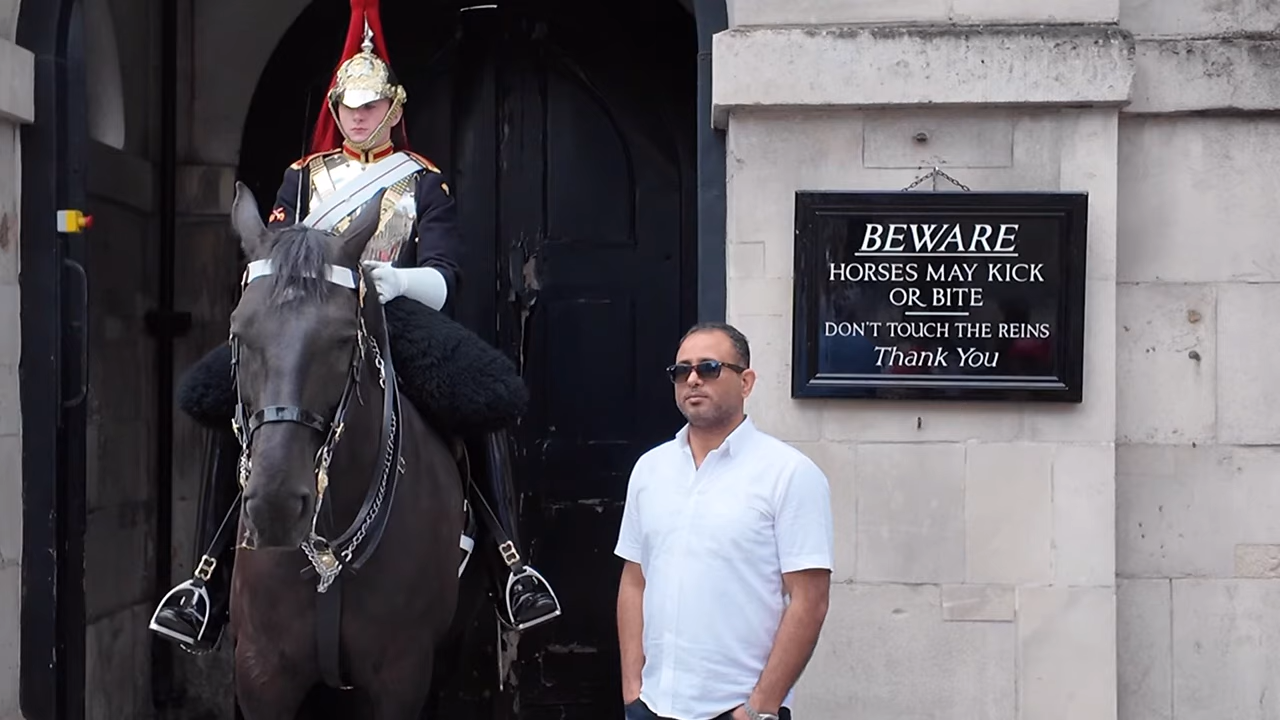 BEWARE
HORSES MAY KICK
OR BITE
DON'T TOUCH THE REINS
Thank You